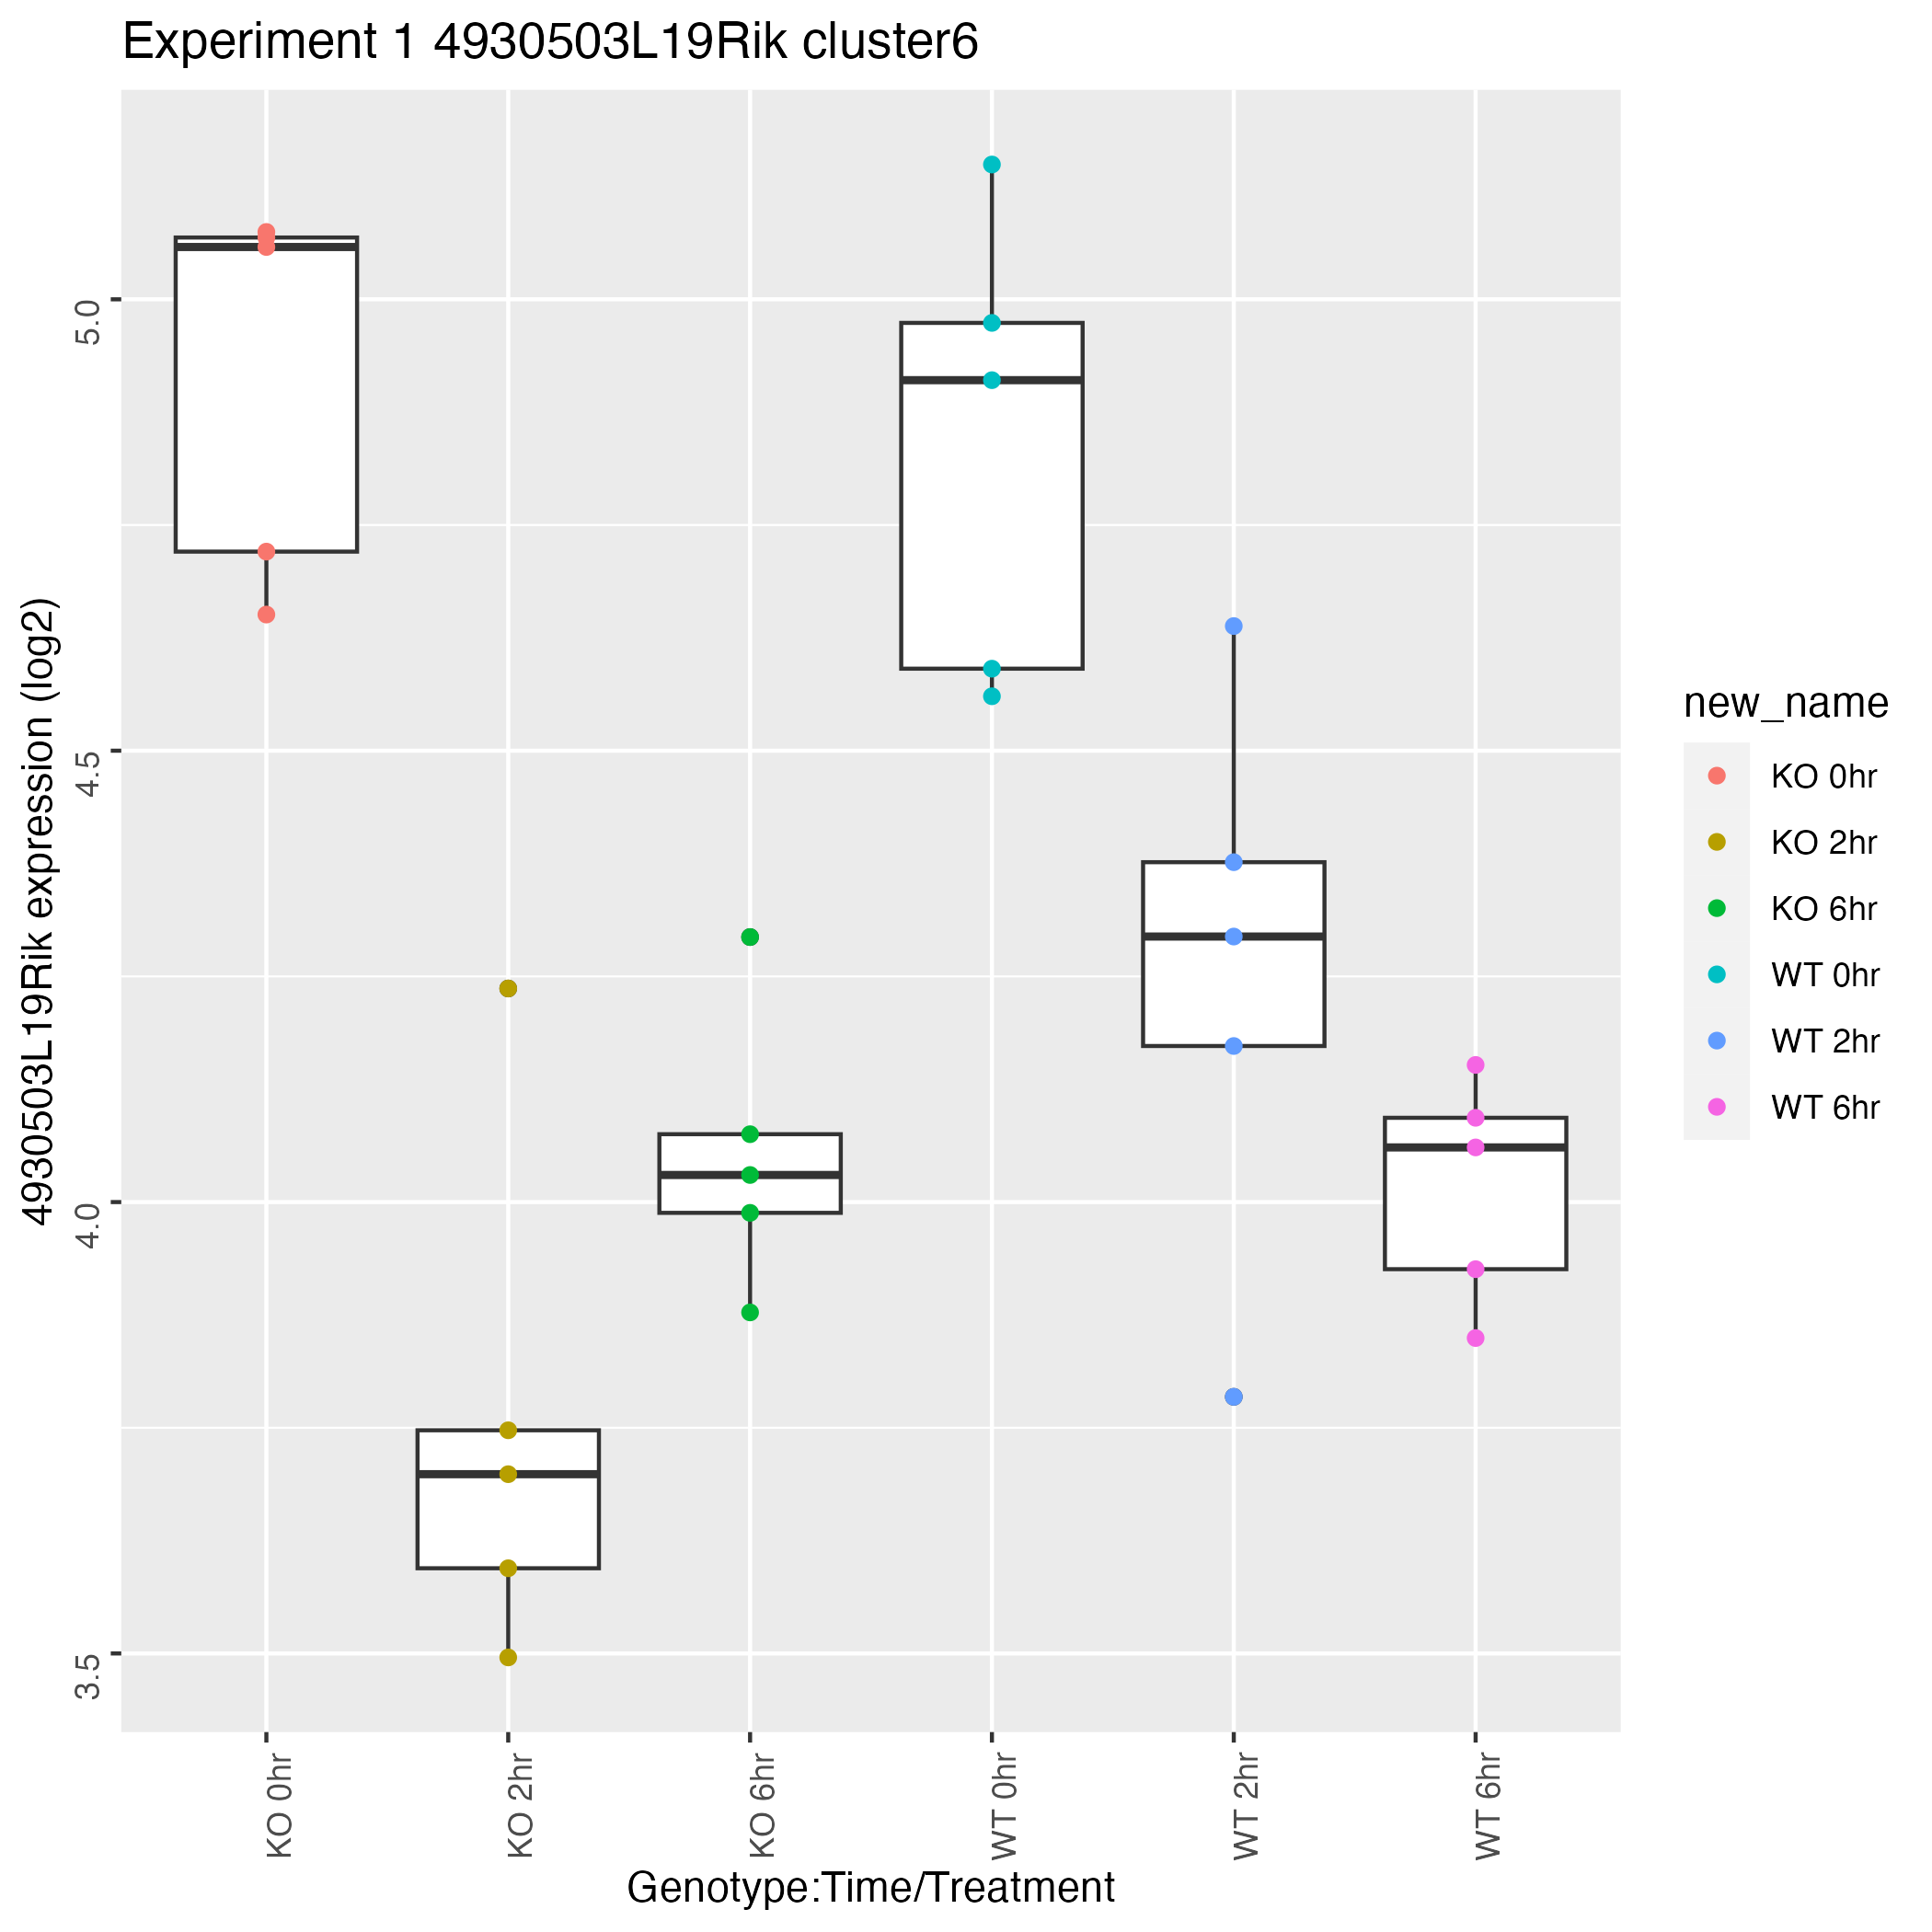 Experiment 1 4930503L19Rik cluster6
4930503L19Rik expression (log2)
5.0
4.5
4.0
3.5
KO 0hr
KO 2hr
KO 6hr
WT 0hr
WT 2hr
WT 6hr
Genotype:Time/Treatment
new_name
KO 0hr
KO 2hr
KO 6hr
WT 0hr
WT 2hr
WT 6hr